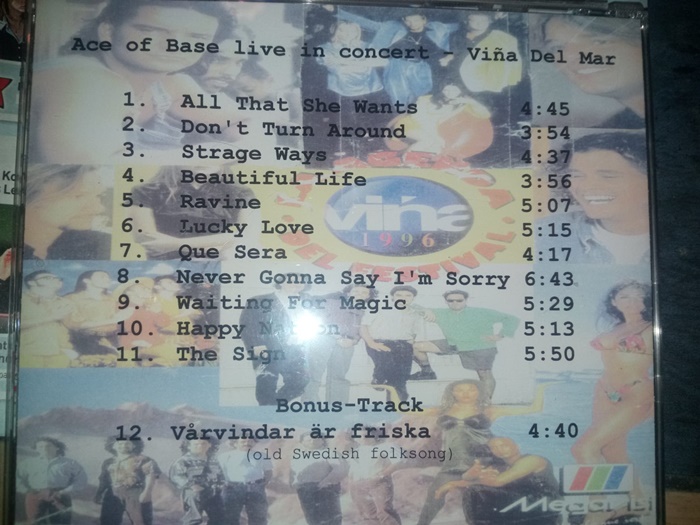 Ace of Base live in concert - Viña Del Mar
1. All That She Wants 4:45
2. Don't Turn Around 3:54
3. Strage Ways 4:37
4. Beautiful Life 3:56
5. Ravine 5:07
6. Lucky Love 5:15
7. Que Sera 4:17
8. Never Gonna Say I'm Sorry 6:43
9. Waiting For Magic 5:29
10. Happy Nation 5:13
11. The Sign 5:50
Bonus-Track
12. Vårvindar är friska 4:40
(old Swedish folksong)
viña
1996
DEL FESTIVAL